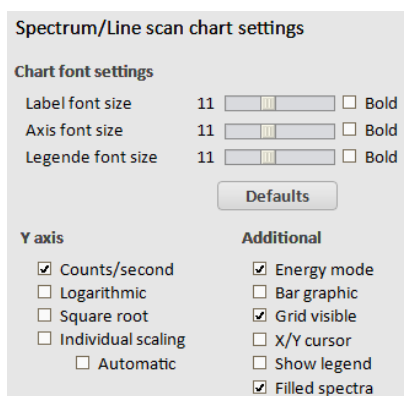 Spectrum/Line scan chart settings
Chart font settings
Label font size 11 Bold
Axis font size 11 Bold
Legende font size 11 Bold
Defaults
Y axis
Counts/second
Logarithmic
Square root
Individual scaling
Automatic
Additional
Energy mode
Bar graphic
Grid visible
X/Y cursor
Show legend
Filled spectra